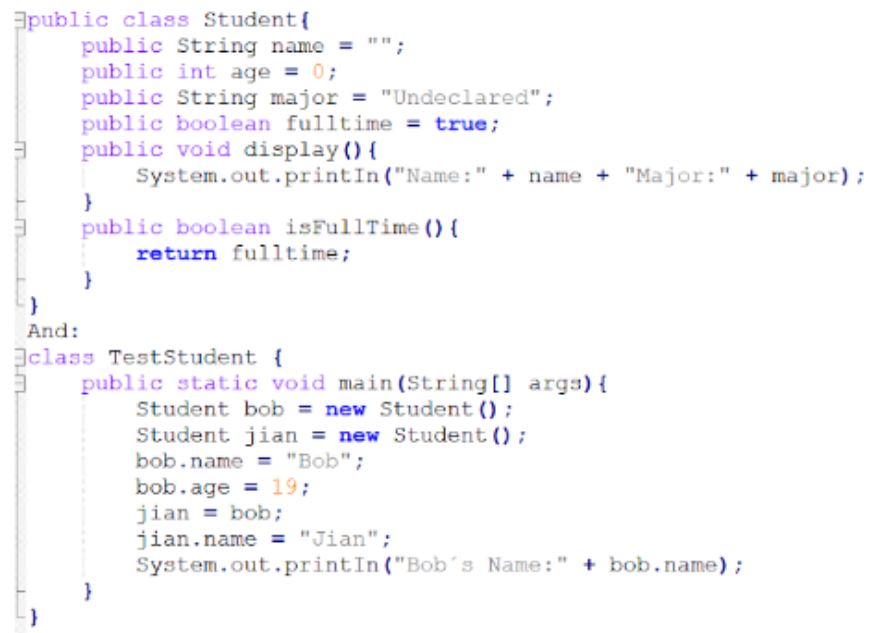 public class Student{
    public String name = "";
    public int age = 0;
    public String major = "Undeclared";
    public boolean fulltime = true;
    public void display(){
        System.out.printIn("Name:" + name + "Major:" + major);
    }
    public boolean isFullTime(){
        return fulltime;
    }
}
And:
class TestStudent {
    public static void main(String[] args){
        Student bob = new Student();
        Student jian = new Student();
        bob.name = "Bob";
        bob.age = 19;
        jian = bob;
        jian.name = "Jian";
        System.out.printIn("Bob´s Name:" + bob.name);
    }
}